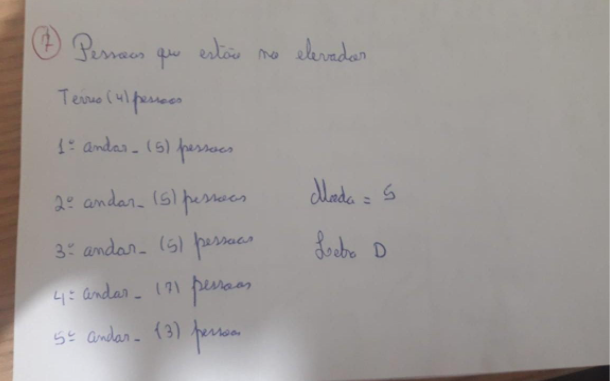 7 Pessoas que estão no elevador
Terreo (4) pessoas
1º andar - (5) pessoas
2º andar - (5) pessoas Moda = 5
3º andar - (5) pessoas Letra D
4º andar - (7) pessoas
5º andar - (3) pessoas